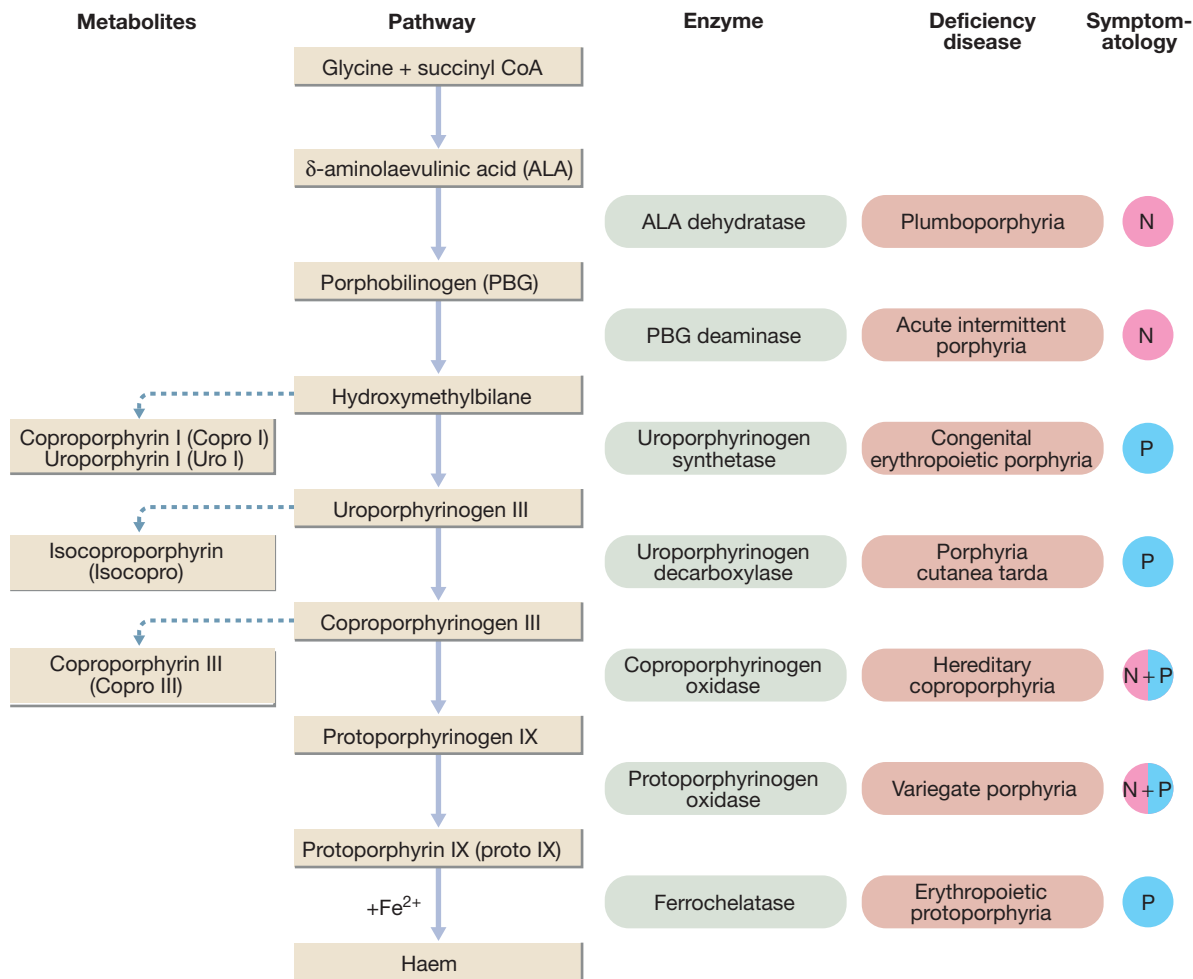 Metabolites
Pathway
Enzyme
Deficiency
disease
Symptom-
atology
Glycine + succinyl CoA
δ-aminolaevulinic acid (ALA)
ALA dehydratase
Plumboporphyria
N
Porphobilinogen (PBG)
PBG deaminase
Acute intermittent
porphyria
N
Hydroxymethylbilane
Coproporphyrin I (Copro I)
Uroporphyrin I (Uro I)
Uroporphyrinogen
synthetase
Congenital
erythropoietic porphyria
P
Uroporphyrinogen III
Isocoproporphyrin
(Isocopro)
Uroporphyrinogen
decarboxylase
Porphyria
cutanea tarda
P
Coproporphyrinogen III
Coproporphyrin III
(Copro III)
Coproporphyrinogen
oxidase
Hereditary
coproporphyria
N + P
Protoporphyrinogen IX
Protoporphyrinogen
oxidase
Variegate porphyria
N + P
Protoporphyrin IX (proto IX)
+Fe²⁺
Ferrochelatase
Erythropoietic
protoporphyria
P
Haem